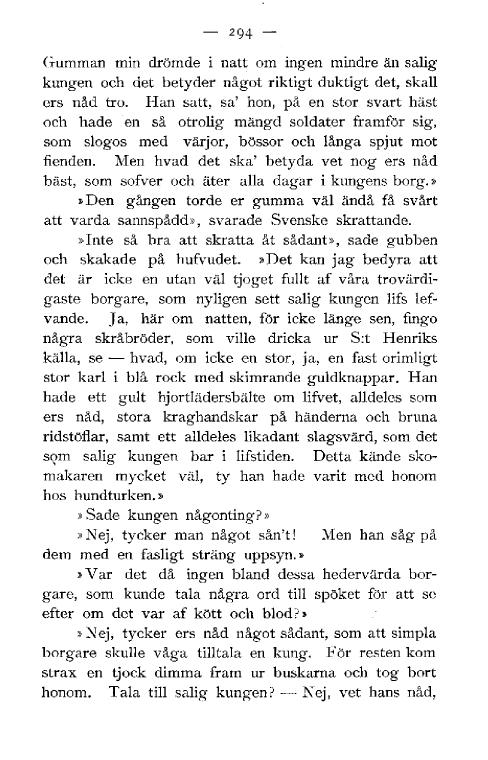 — 294 —
Gumman min drömde i natt om ingen mindre än salig
kungen och det betyder något riktigt duktigt det, skall
ers nåd tro. Han satt, sa’ hon, på en stor svart häst
och hade en så otrolig mängd soldater framför sig,
som slogos med värjor, bössor och långa spjut mot
fienden. Men hvad det ska’ betyda vet nog ers nåd
bäst, som sofver och äter alla dagar i kungens borg.»
»Den gången torde er gumma väl ändå få svårt
att varda sannspådd», svarade Svenske skrattande.
»Inte så bra att skratta åt sådant», sade gubben
och skakade på hufvudet. »Det kan jag bedyra att
det är icke en utan väl tjoget fullt af våra trovärdi-
gaste borgare, som nyligen sett salig kungen lifs lef-
vande. Ja, här om natten, för icke länge sen, fingo
några skråbröder, som ville dricka ur S:t Henriks
källa, se — hvad, om icke en stor, ja, en fast orimligt
stor karl i blå rock med skimrande guldknappar. Han
hade ett gult hjortlädersbälte om lifvet, alldeles som
ers nåd, stora kraghandskar på händerna och bruna
ridstöflar, samt ett alldeles likadant slagsvärd, som det
som salig kungen bar i lifstiden. Detta kände sko-
makaren mycket väl, ty han hade varit med honom
hos hundturken.»
»Sade kungen någonting?»
»Nej, tycker man något sån't! Men han såg på
dem med en fasligt sträng uppsyn.»
»Var det då ingen bland dessa hedervärda bor-
gare, som kunde tala några ord till spöket för att se
efter om det var af kött och blod?»
»Nej, tycker ers nåd något sådant, som att simpla
borgare skulle våga tilltala en kung. För resten kom
strax en tjock dimma fram ur buskarna och tog bort
honom. Tala till salig kungen? — Nej, vet hans nåd,